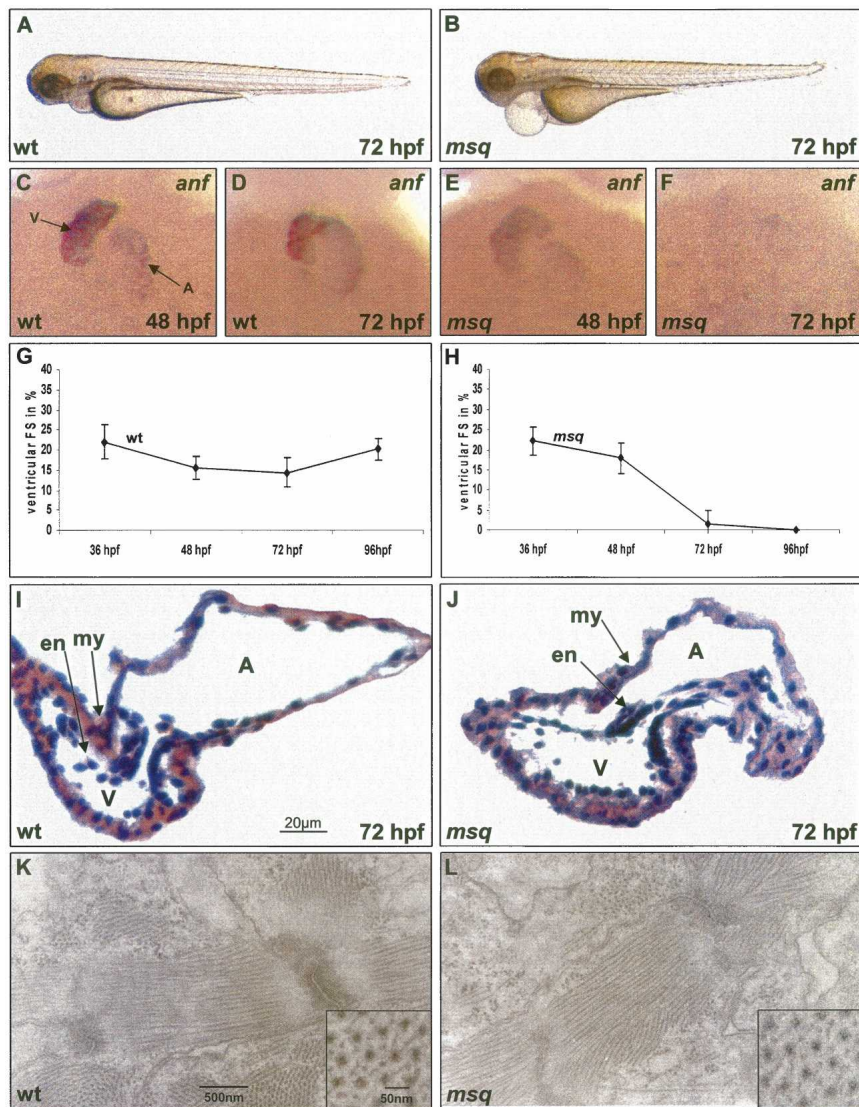 A
wt
72 hpf
B
msq
72 hpf
C
anf
V
A
wt
48 hpf
D
anf
wt
72 hpf
E
anf
msq
48 hpf
F
anf
msq
72 hpf
G
ventricular FS in %
40
35
30
25
20
15
10
5
0
wt
36 hpf
48 hpf
72 hpf
96hpf
H
ventricular FS in %
40
35
30
25
20
15
10
5
0
msq
36 hpf
48 hpf
72 hpf
96hpf
I
en
my
A
V
20µm
wt
72 hpf
J
my
en
A
V
msq
72 hpf
K
wt
500nm
50nm
L
msq